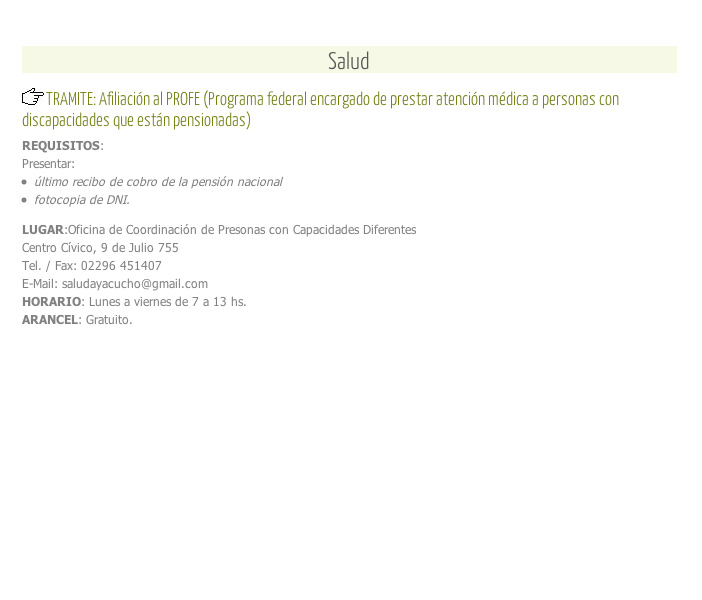 Salud
TRAMITE: Afiliación al PROFE (Programa federal encargado de prestar atención médica a personas con
discapacidades que están pensionadas)
REQUISITOS:
Presentar:
• último recibo de cobro de la pensión nacional
• fotocopia de DNI.
LUGAR:Oficina de Coordinación de Presonas con Capacidades Diferentes
Centro Cívico, 9 de Julio 755
Tel. / Fax: 02296 451407
E-Mail: saludayacucho@gmail.com
HORARIO: Lunes a viernes de 7 a 13 hs.
ARANCEL: Gratuito.